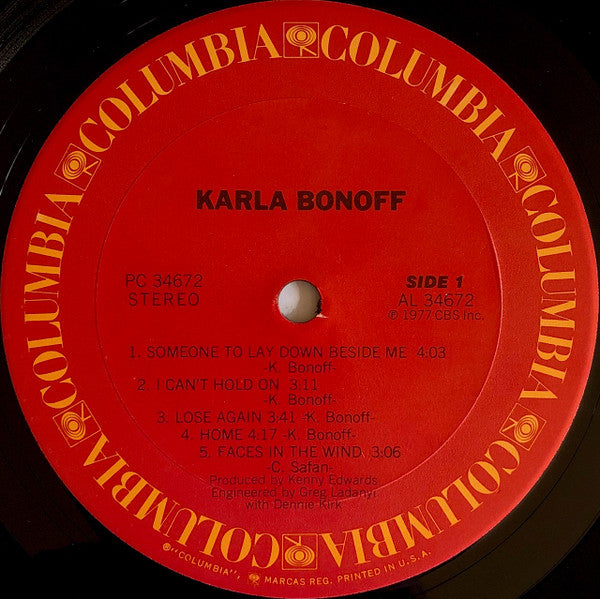 COLUMBIA COLUMBIA COLUMBIA COLUMBIA COLUMBIA COLUMBIA
KARLA BONOFF
PC 34672
STEREO
SIDE 1
AL 34672
℗ 1977 CBS Inc.
1. SOMEONE TO LAY DOWN BESIDE ME 4:03
-K. Bonoff-
2. I CAN'T HOLD ON 3:11
-K. Bonoff-
3. LOSE AGAIN 3:41 -K. Bonoff-
4. HOME 4:17 -K. Bonoff-
5. FACES IN THE WIND 3:06
-C. Safan-
Produced by Kenny Edwards
Engineered by Greg Ladanyi
with Dennie Kirk
®"COLUMBIA", MARCAS REG. PRINTED IN U.S.A.